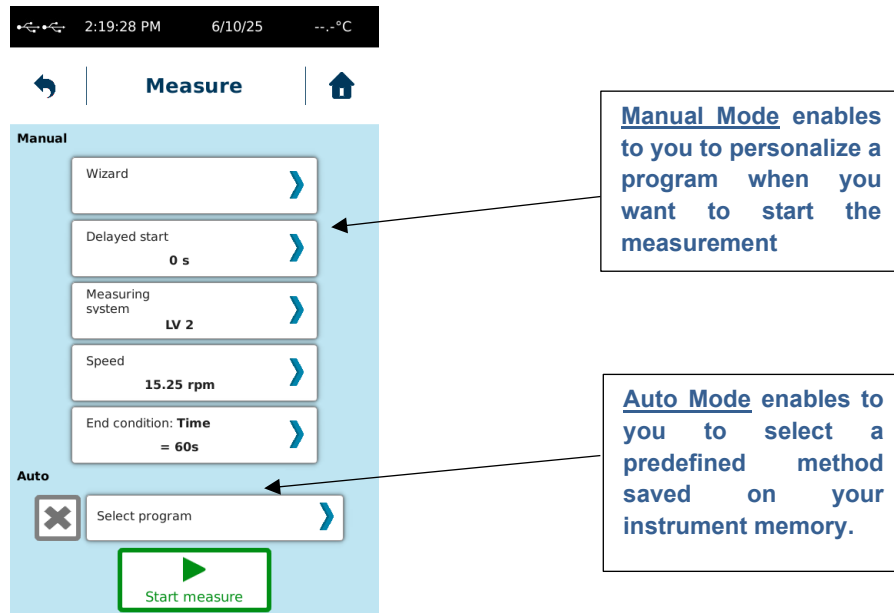 2:19:28 PM 6/10/25 --.-°C
Measure
Manual
Wizard
Delayed start
0 s
Measuring
system
LV 2
Speed
15.25 rpm
End condition: Time
= 60s
Auto
Select program
Start measure
Manual Mode enables
to you to personalize a
program when you
want to start the
measurement
Auto Mode enables to
you to select a
predefined method
saved on your
instrument memory.